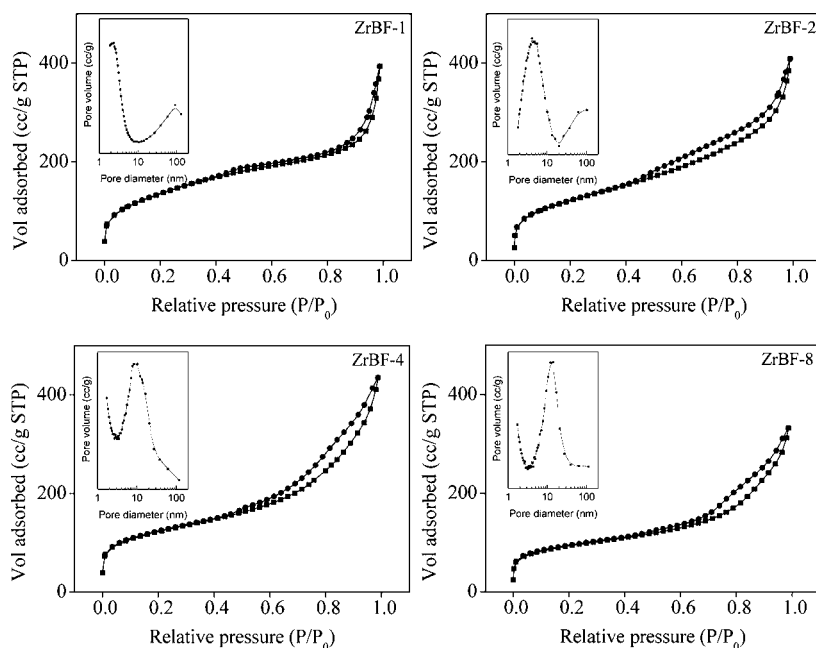 ZrBF-1
Vol adsorbed (cc/g STP)
400
200
0
0.0 0.2 0.4 0.6 0.8 1.0
Relative pressure (P/P₀)
Pore volume (cc/g)
1 10 100
Pore diameter (nm)
ZrBF-2
Vol adsorbed (cc/g STP)
400
200
0
0.0 0.2 0.4 0.6 0.8 1.0
Relative pressure (P/P₀)
Pore volume (cc/g)
1 10 100
Pore diameter (nm)
ZrBF-4
Vol adsorbed (cc/g STP)
400
200
0
0.0 0.2 0.4 0.6 0.8 1.0
Relative pressure (P/P₀)
Pore volume (cc/g)
1 10 100
Pore diameter (nm)
ZrBF-8
Vol adsorbed (cc/g STP)
400
200
0
0.0 0.2 0.4 0.6 0.8 1.0
Relative pressure (P/P₀)
Pore volume (cc/g)
1 10 100
Pore diameter (nm)